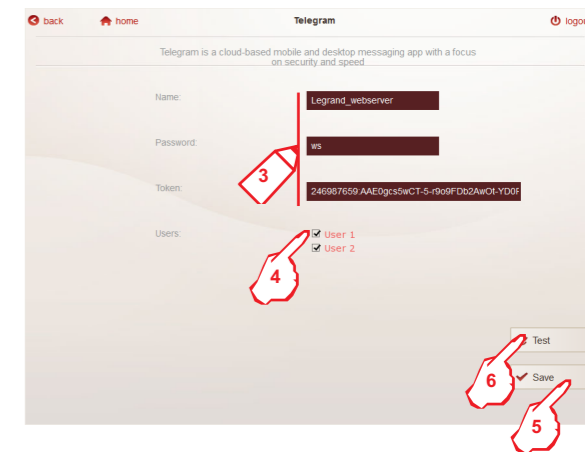 back home Telegram logou
Telegram is a cloud-based mobile and desktop messaging app with a focus
on security and speed
Name: Legrand_webserver
Password: ws
3
Token: 246987659:AAE0gcs5wCT-5-r9o9FDb2AwOt-YD0F
Users: User 1
User 2
4
Test
6 Save
5